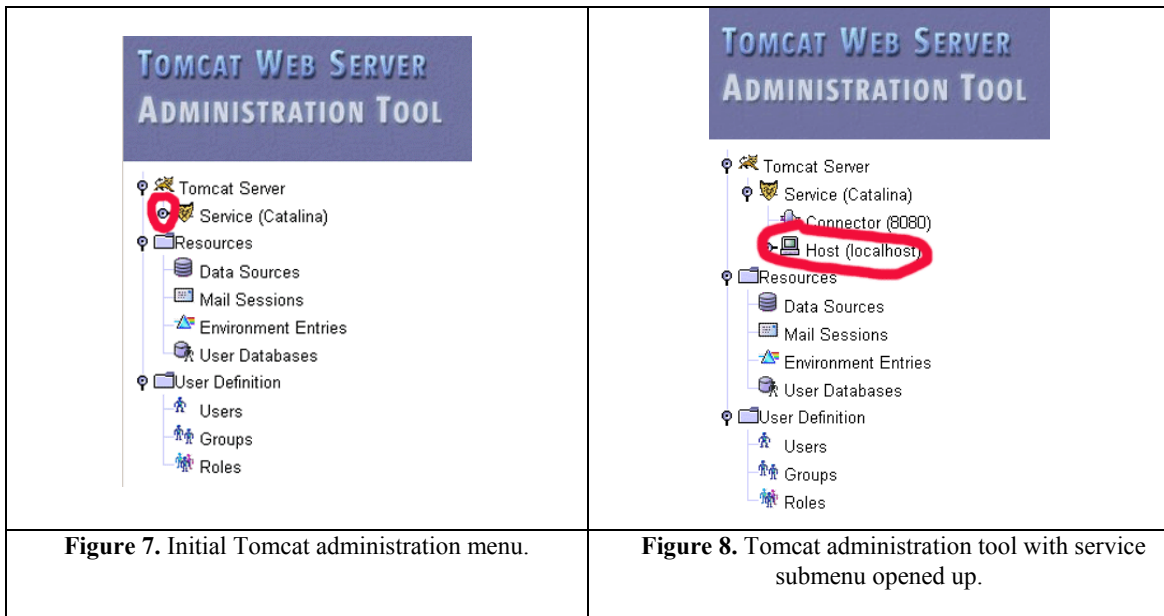 TOMCAT WEB SERVER
ADMINISTRATION TOOL
Tomcat Server
Service (Catalina)
Resources
Data Sources
Mail Sessions
Environment Entries
User Databases
User Definition
Users
Groups
Roles
Figure 7. Initial Tomcat administration menu.
TOMCAT WEB SERVER
ADMINISTRATION TOOL
Tomcat Server
Service (Catalina)
Connector (8080)
Host (localhost)
Resources
Data Sources
Mail Sessions
Environment Entries
User Databases
User Definition
Users
Groups
Roles
Figure 8. Tomcat administration tool with service
submenu opened up.